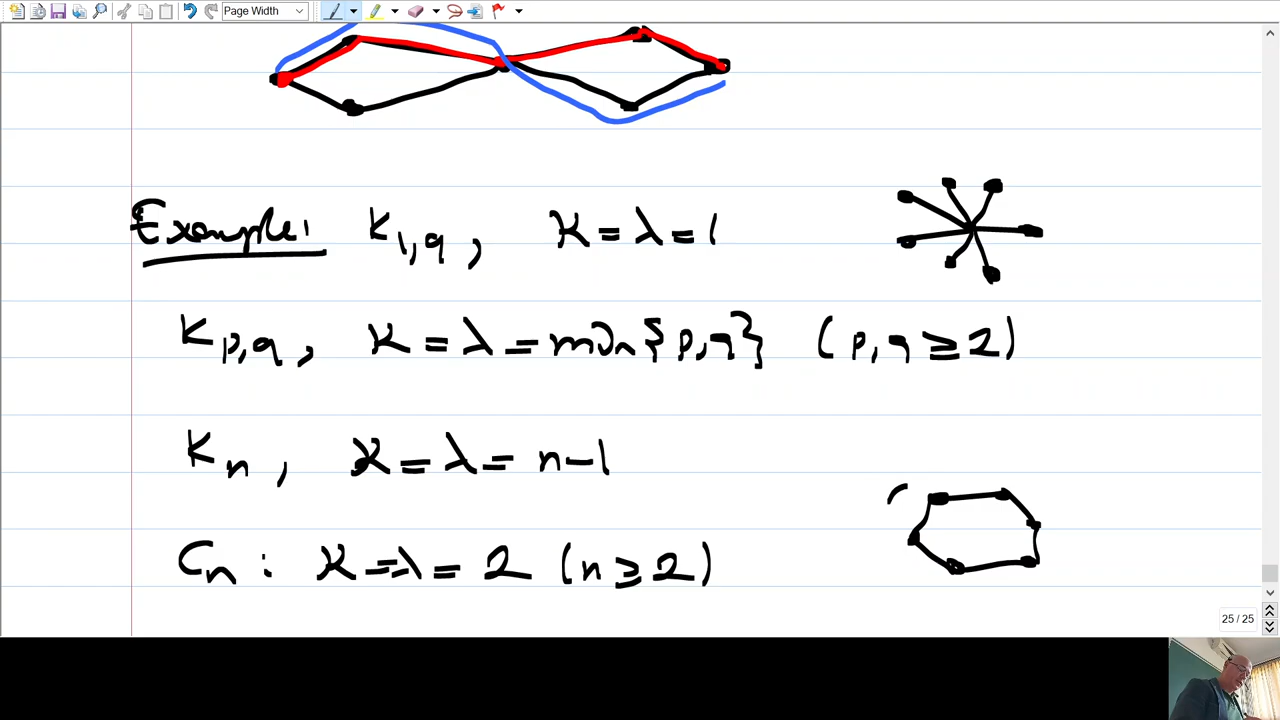 Page Width
Example: K1,q , κ = λ = 1
Kp,q , κ = λ = min{p,q} (p,q ≥ 2)
Kn , κ = λ = n-1
Cn : κ = λ = 2 (n ≥ 2)
25 / 25